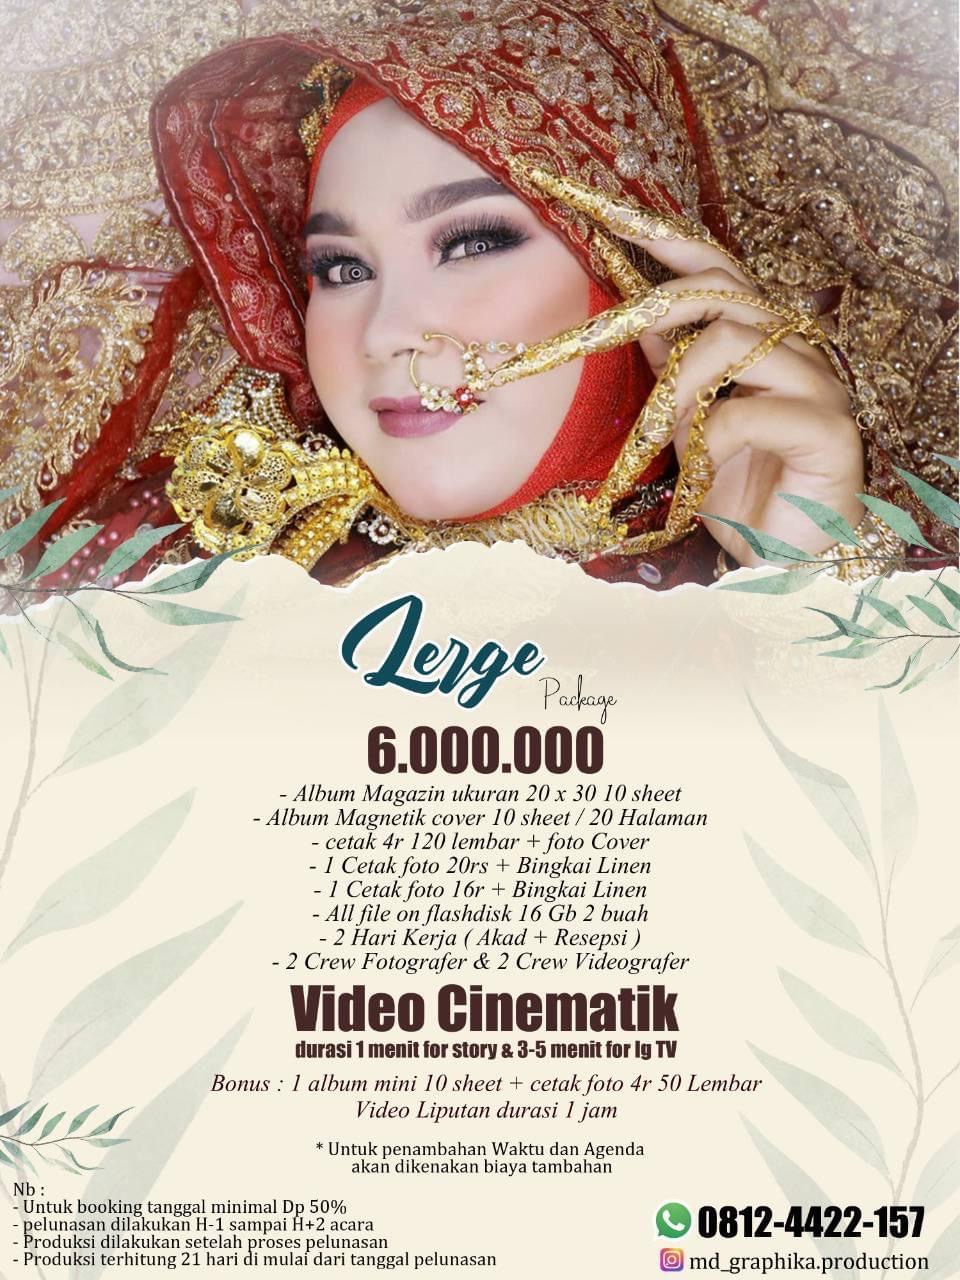 Lerge
Package
6.000.000
- Album Magazin ukuran 20 x 30 10 sheet
- Album Magnetik cover 10 sheet / 20 Halaman
- cetak 4r 120 lembar + foto Cover
- 1 Cetak foto 20rs + Bingkai Linen
- 1 Cetak foto 16r + Bingkai Linen
- All file on flashdisk 16 Gb 2 buah
- 2 Hari Kerja ( Akad + Resepsi )
- 2 Crew Fotografer & 2 Crew Videografer
Video Cinematik
durasi 1 menit for story & 3-5 menit for Ig TV
Bonus : 1 album mini 10 sheet + cetak foto 4r 50 Lembar
Video Liputan durasi 1 jam
* Untuk penambahan Waktu dan Agenda
akan dikenakan biaya tambahan
Nb :
- Untuk booking tanggal minimal Dp 50%
- pelunasan dilakukan H-1 sampai H+2 acara
- Produksi dilakukan setelah proses pelunasan
- Produksi terhitung 21 hari di mulai dari tanggal pelunasan
0812-4422-157
md_graphika.production